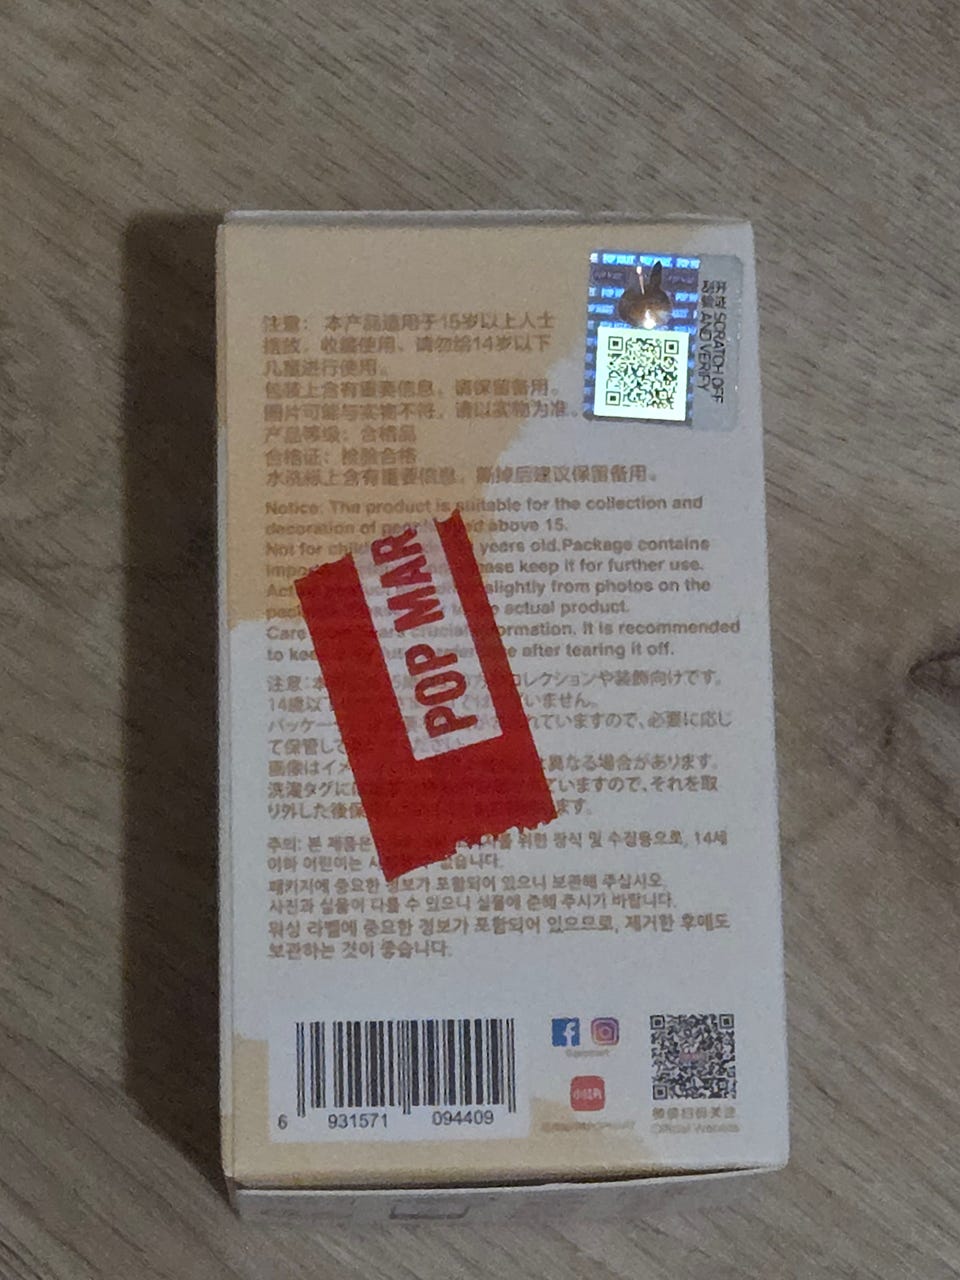 开 证 SCRATCH OFF
刮 验 AND VERIFY
注意：本产品适用于15岁以上人士
摆放、收藏使用。请勿给14岁以下
儿童进行使用。
包装上含有重要信息，请保留备用。
图片可能与实物不符，请以实物为准。
产品等级：合格品
合格证：检验合格
水洗标上含有重要信息，撕掉后建议保留备用。
Notice: The product is suitable for the collection and
decoration of above 15.
Not for years old.Package contains
keep it for further use.
slightly from photos on the
actual product.
Care crucial It is recommended
to after tearing it off.
POP MAR
注意:本 コレクションや装飾向けです。
14歳以下 いません。
パッケー れていますので、必要に応じ
て保管して ださい
画像はイメ 異なる場合があります。
洗濯タグに ていますので、それを取
り外した後保 ます。
주의: 본 제품은 위한 장식 및 수집용으로, 14세
이하 어린이는 없습니다.
패키지에 중요한 정보가 포함되어 있으니 보관해 주십시오.
사진과 실물이 다를 수 있으니 실물에 준해 주시기 바랍니다.
워싱 라벨에 중요한 정보가 포함되어 있으므로, 제거한 후에도
보관하는 것이 좋습니다.
6 931571 094409
小红书